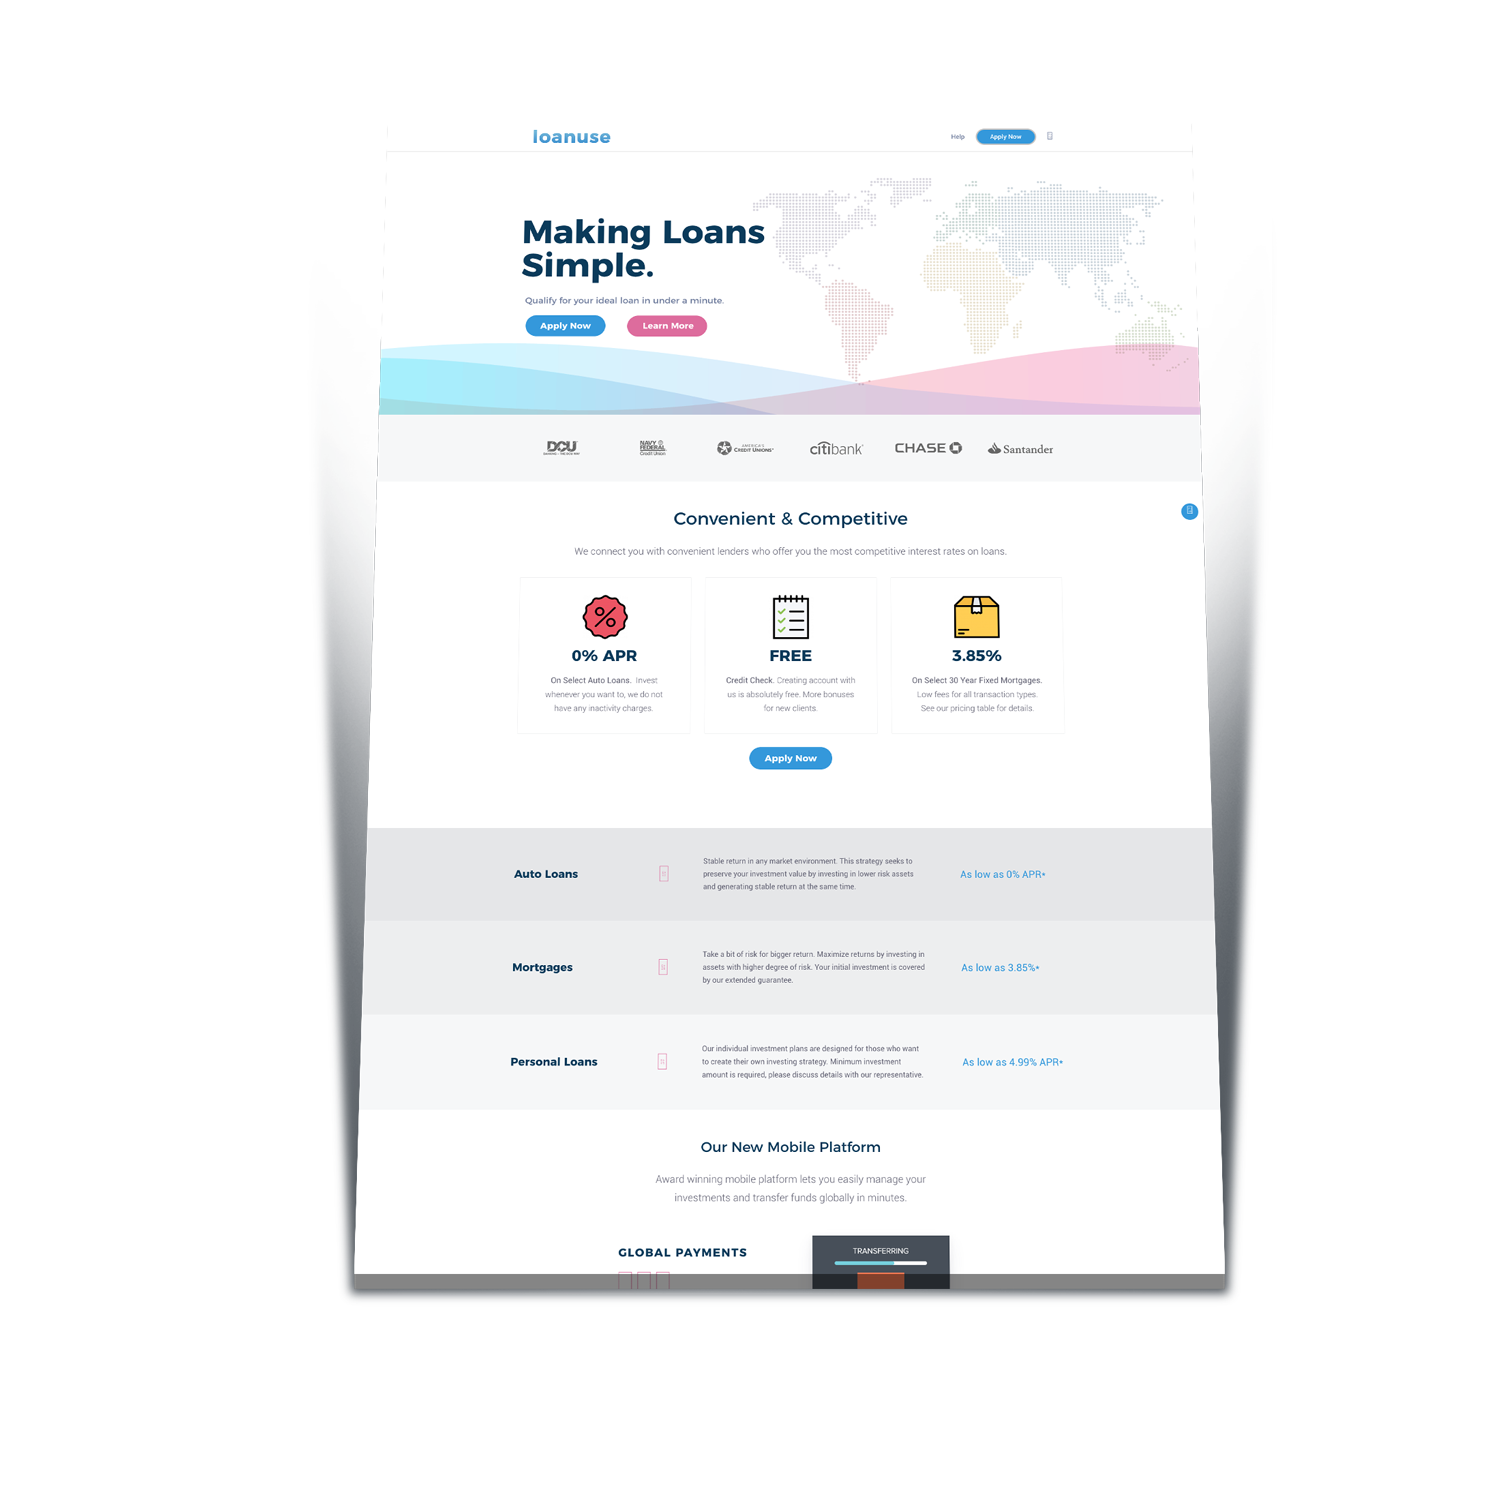 loanuse
Help
Apply Now
Making Loans
Simple.
Qualify for your ideal loan in under a minute.
Apply Now
Learn More
DCU
NAVY
FEDERAL
Credit Union
AMERICA'S
CREDIT UNIONS
citibank
CHASE
Santander
Convenient & Competitive
We connect you with convenient lenders who offer you the most competitive interest rates on loans.
0% APR
On Select Auto Loans. Invest
whenever you want to, we do not
have any inactivity charges.
FREE
Credit Check. Creating account with
us is absolutely free. More bonuses
for new clients.
3.85%
On Select 30 Year Fixed Mortgages.
Low fees for all transaction types.
See our pricing table for details.
Apply Now
Auto Loans
Stable return in any market environment. This strategy seeks to
preserve your investment value by investing in lower risk assets
and generating stable return at the same time.
As low as 0% APR*
Mortgages
Take a bit of risk for bigger return. Maximize returns by investing in
assets with higher degree of risk. Your initial investment is covered
by our extended guarantee.
As low as 3.85%*
Personal Loans
Our individual investment plans are designed for those who want
to create their own investing strategy. Minimum investment
amount is required, please discuss details with our representative.
As low as 4.99% APR*
Our New Mobile Platform
Award winning mobile platform lets you easily manage your
investments and transfer funds globally in minutes.
GLOBAL PAYMENTS
TRANSFERRING